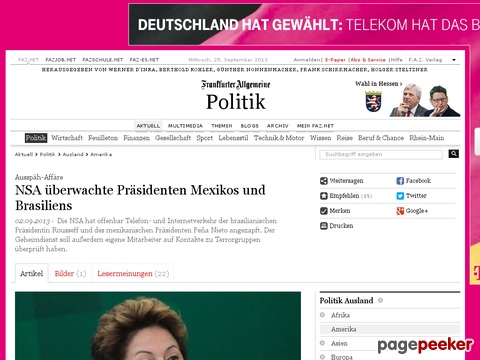 DEUTSCHLAND HAT GEWÄHLT: TELEKOM HAT DAS B
FAZ.NET FAZJOB.NET FAZSCHULE.NET FAZ-ES.NET Mittwoch, 25. September 2013 Anmelden E-Paper Abo & Service Hilfe F.A.Z. Verlag
HERAUSGEGEBEN VON WERNER D'INKA, BERTHOLD KOHLER, GÜNTHER NONNENMACHER, FRANK SCHIRRMACHER, HOLGER STELTZNER
Frankfurter Allgemeine
Politik
Wahl in Hessen
AKTUELL MULTIMEDIA THEMEN BLOGS ARCHIV MEIN FAZ.NET
Politik Wirtschaft Feuilleton Finanzen Gesellschaft Sport Lebensstil Technik & Motor Wissen Reise Beruf & Chance Rhein-Main
Aktuell Politik Ausland Amerika
Suchbegriff eingeben
Ausspäh-Affäre
NSA überwachte Präsidenten Mexikos und
Brasiliens
02.09.2013 · Die NSA hat offenbar Telefon- und Internetverkehr der brasilianischen
Präsidentin Rousseff und des mexikanischen Präsidenten Peña Nieto angezapft. Der
Geheimdienst soll außerdem eigene Mitarbeiter auf Kontakte zu Terrorgruppen
überprüft haben.
Weitersagen Facebook
Empfehlen (35) Twitter
Merken Google+
Drucken
Artikel Bilder (1) Lesermeinungen (22)
Politik Ausland
Afrika
Amerika
Asien
Europa
pagepeeker